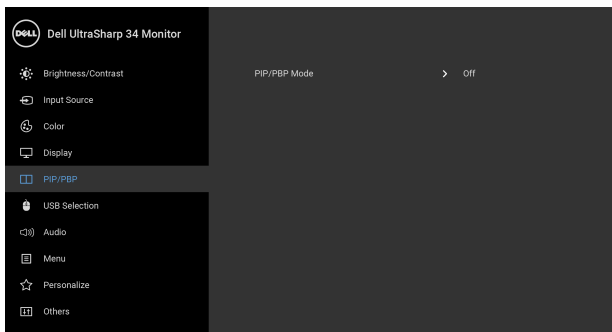 DELL Dell UltraSharp 34 Monitor
Brightness/Contrast
PIP/PBP Mode Off
Input Source
Color
Display
PIP/PBP
USB Selection
Audio
Menu
Personalize
Others